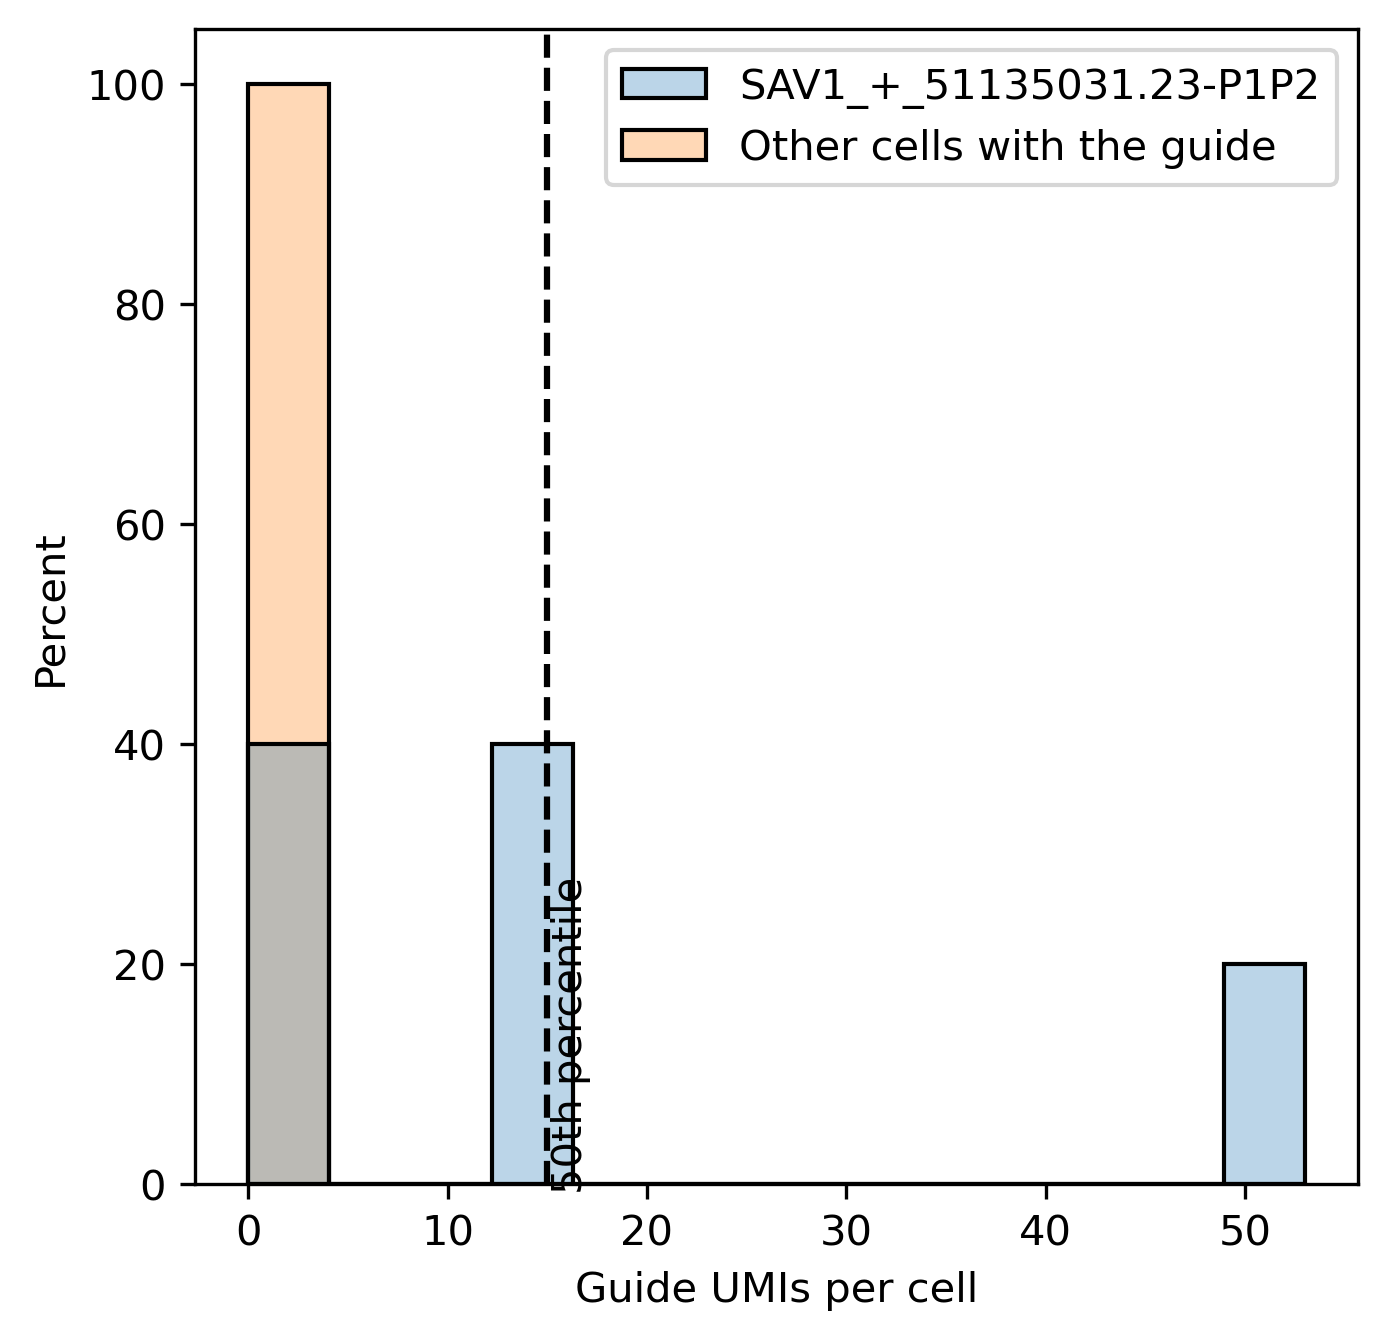 SAV1_+_51135031.23-P1P2
Other cells with the guide
100
80
60
40
20
0
Percent
50th percentile
0 10 20 30 40 50
Guide UMIs per cell